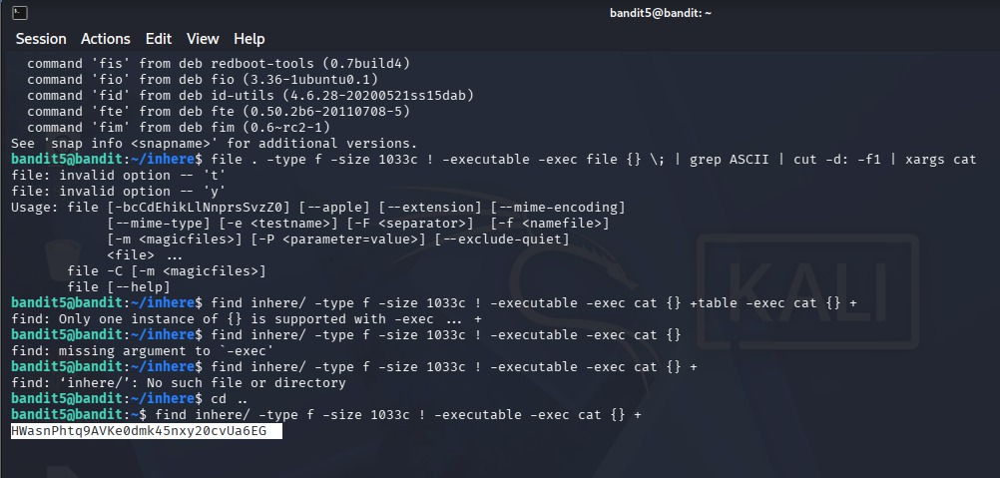 bandit5@bandit: ~
Session Actions Edit View Help
command 'fis' from deb redboot-tools (0.7build4)
command 'fio' from deb fio (3.36-1ubuntu0.1)
command 'fid' from deb id-utils (4.6.28-20200521ss15dab)
command 'fte' from deb fte (0.50.2b6-20110708-5)
command 'fim' from deb fim (0.6~rc2-1)
See 'snap info <snapname>' for additional versions.
bandit5@bandit:~/inhere$ file . -type f -size 1033c ! -executable -exec file {} \; | grep ASCII | cut -d: -f1 | xargs cat
file: invalid option -- 't'
file: invalid option -- 'y'
Usage: file [-bcCdEhikLlNnprsSvzZ0] [--apple] [--extension] [--mime-encoding]
[--mime-type] [-e <testname>] [-F <separator>] [-f <namefile>]
[-m <magicfiles>] [-P <parameter=value>] [--exclude-quiet]
<file> ...
file -C [-m <magicfiles>]
file [--help]
bandit5@bandit:~/inhere$ find inhere/ -type f -size 1033c ! -executable -exec cat {} +table -exec cat {} +
find: Only one instance of {} is supported with -exec ... +
bandit5@bandit:~/inhere$ find inhere/ -type f -size 1033c ! -executable -exec cat {}
find: missing argument to `-exec'
bandit5@bandit:~/inhere$ find inhere/ -type f -size 1033c ! -executable -exec cat {} +
find: ‘inhere/’: No such file or directory
bandit5@bandit:~/inhere$ cd ..
bandit5@bandit:~$ find inhere/ -type f -size 1033c ! -executable -exec cat {} +
HWasnPhtq9AVKe0dmk45nxy20cvUa6EG
KALI